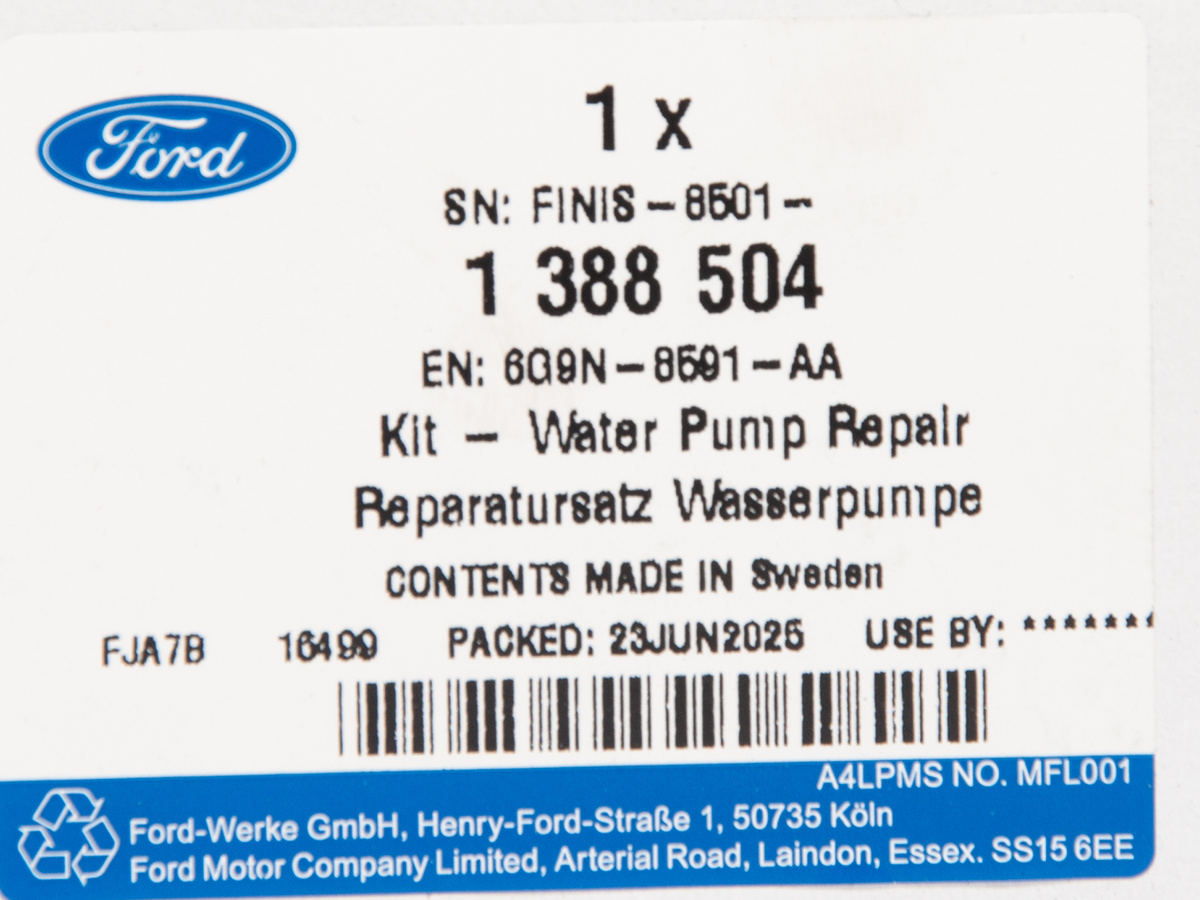 Ford
1 x
SN: FINIS-8501-
1 388 504
EN: 6G9N-8591-AA
Kit - Water Pump Repair
Reparatursatz Wasserpumpe
CONTENTS MADE IN Sweden
FJA7B 16499 PACKED: 23JUN2025 USE BY: *******
A4LPMS NO. MFL001
Ford-Werke GmbH, Henry-Ford-Straße 1, 50735 Köln
Ford Motor Company Limited, Arterial Road, Laindon, Essex. SS15 6EE